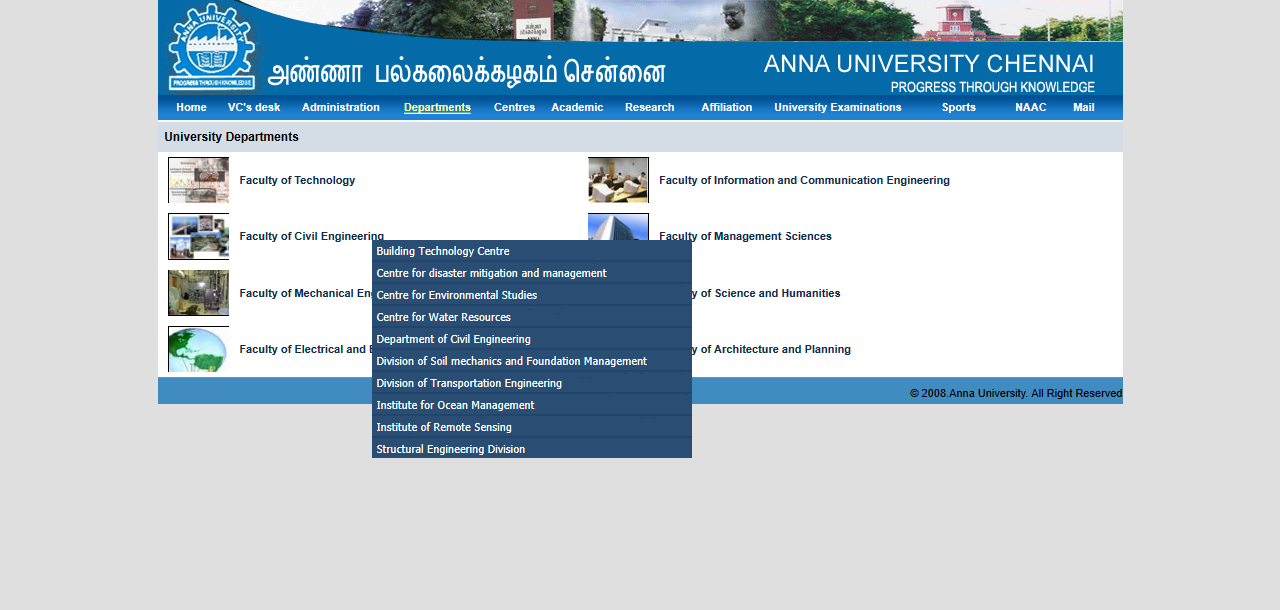 ANNA UNIVERSITY
PROGRESS THROUGH KNOWLEDGE
அண்ணா பல்கலைக்கழகம் சென்னை
ANNA UNIVERSITY CHENNAI
PROGRESS THROUGH KNOWLEDGE
Home VC's desk Administration Departments Centres Academic Research Affiliation University Examinations Sports NAAC Mail
University Departments
Faculty of Technology
Faculty of Information and Communication Engineering
Faculty of Civil Engineering
Faculty of Management Sciences
Building Technology Centre
Centre for disaster mitigation and management
Centre for Environmental Studies
Centre for Water Resources
Department of Civil Engineering
Division of Soil mechanics and Foundation Management
Division of Transportation Engineering
Institute for Ocean Management
Institute of Remote Sensing
Structural Engineering Division
Faculty of Mechanical
of Science and Humanities
Faculty of Electrical and
of Architecture and Planning
© 2008.Anna University. All Right Reserved